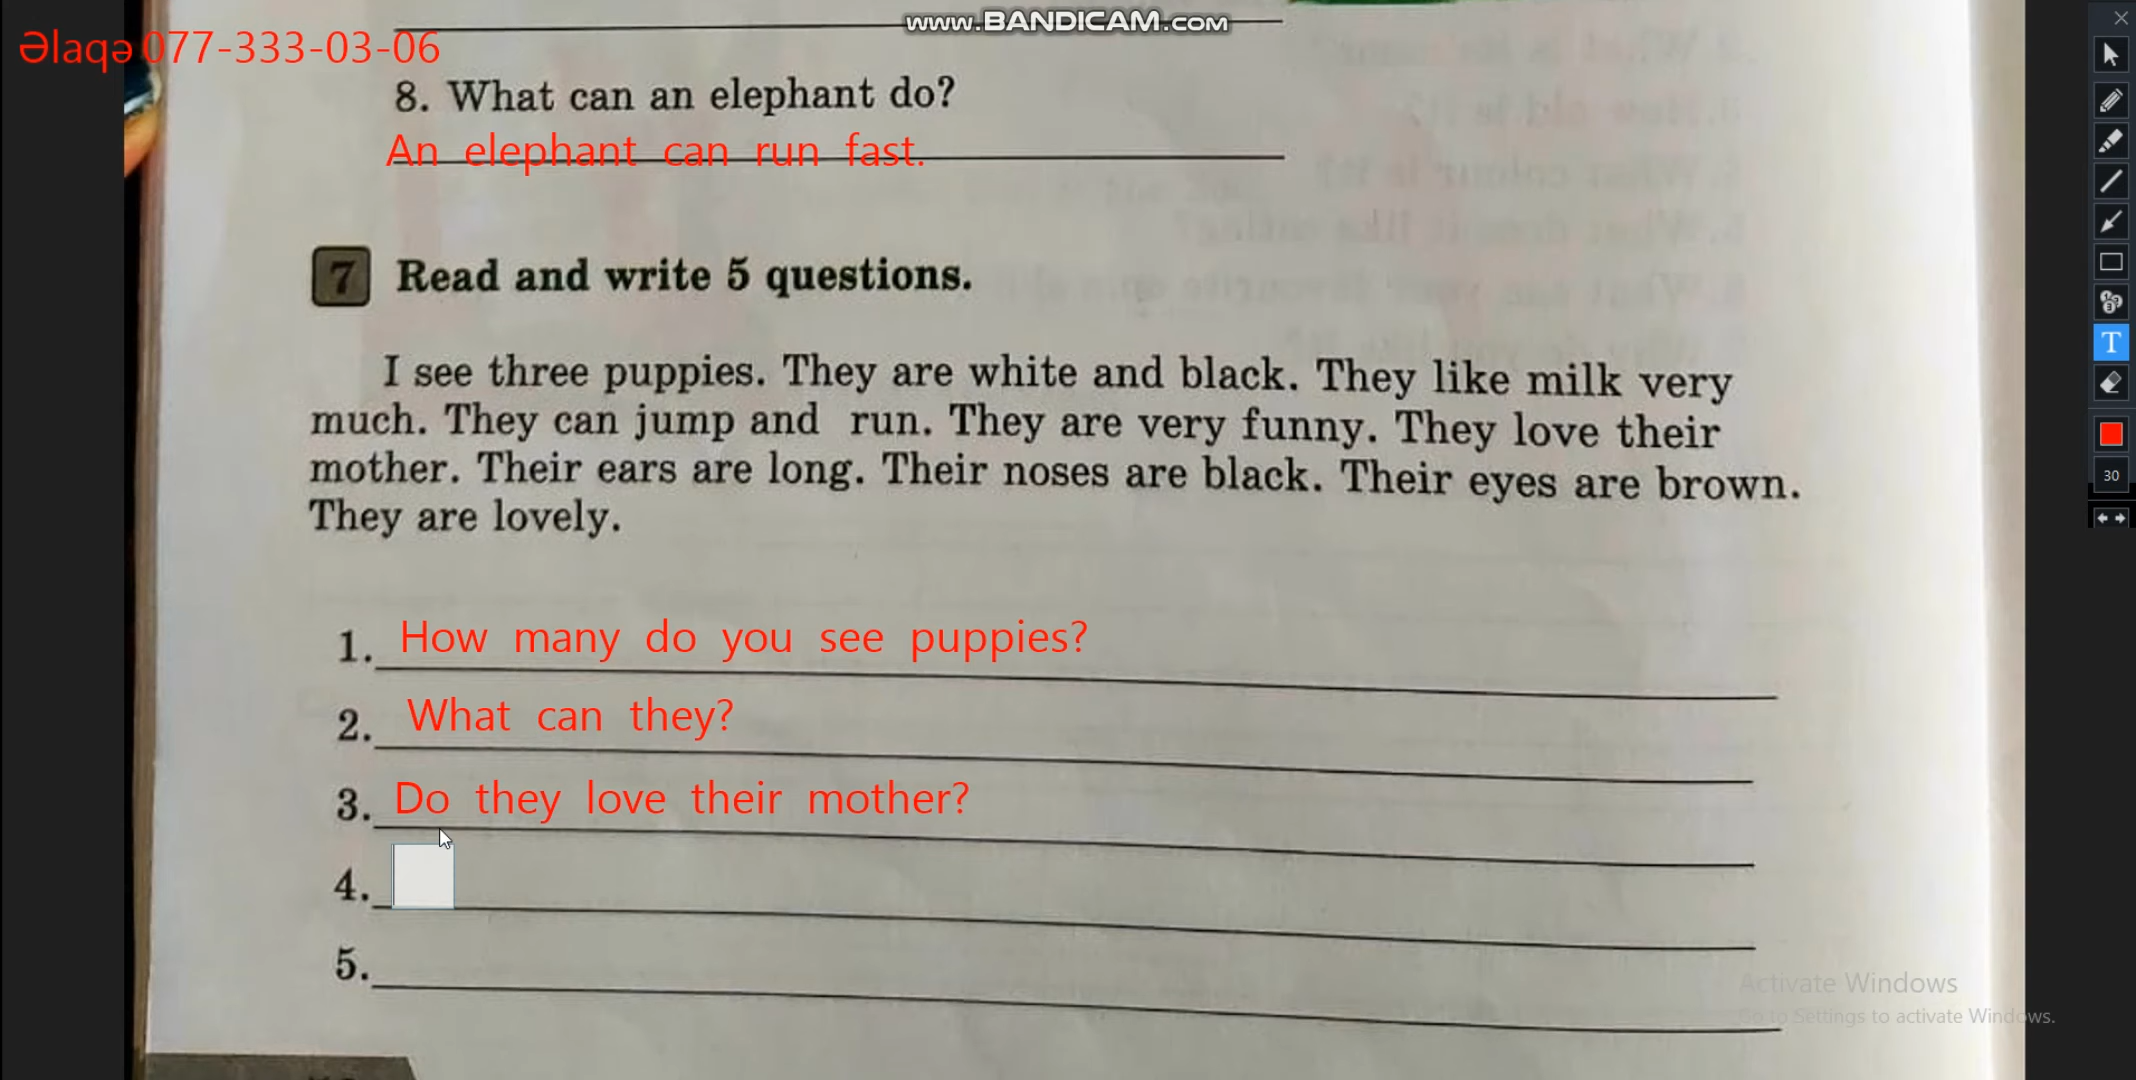 www.BANDICAM.com
Əlaqə 077-333-03-06
8. What can an elephant do?
An elephant can run fast.
7 Read and write 5 questions.
I see three puppies. They are white and black. They like milk very
much. They can jump and run. They are very funny. They love their
mother. Their ears are long. Their noses are black. Their eyes are brown.
They are lovely.
1. How many do you see puppies?
2. What can they?
3. Do they love their mother?
4.
5.
T
30
Activate Windows
Go to Settings to activate Windows.